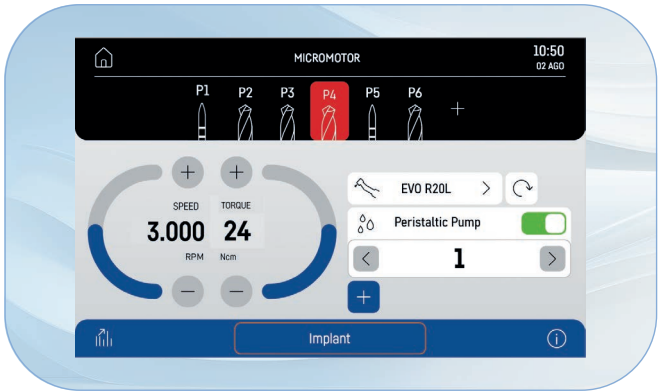 MICROMOTOR
10:50
02 AGO
P1 P2 P3 P4 P5 P6
SPEED TORQUE
3.000 24
RPM Ncm
EVO R20L
Peristaltic Pump
1
Implant